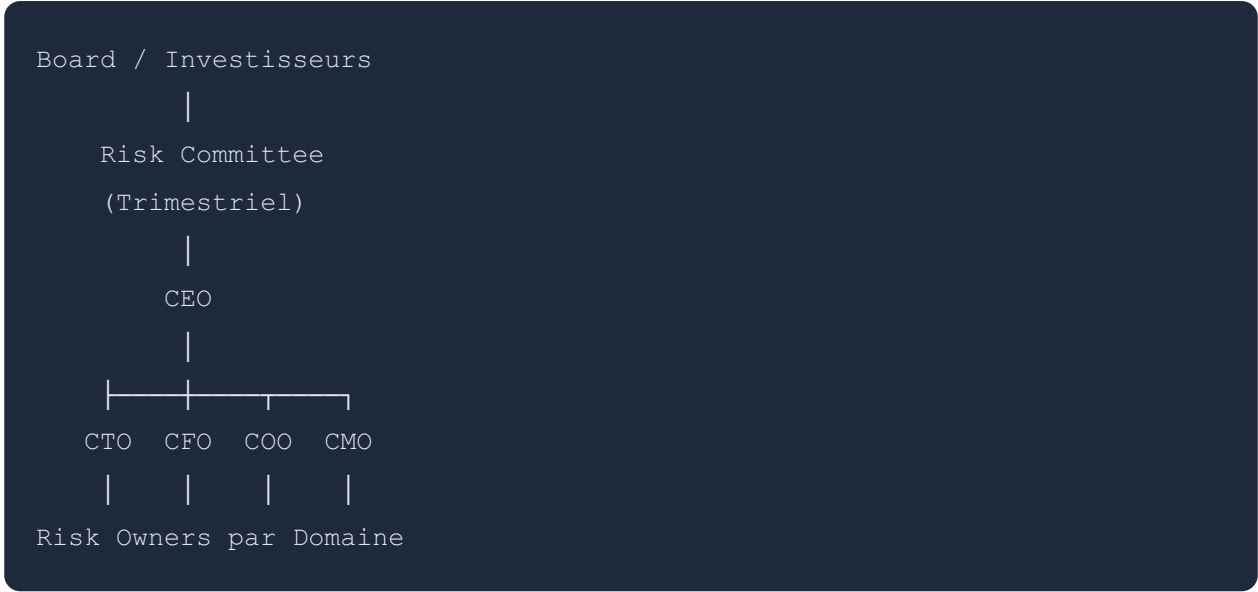 Board / Investisseurs
Risk Committee
(Trimestriel)
CEO
CTO CFO COO CMO
Risk Owners par Domaine